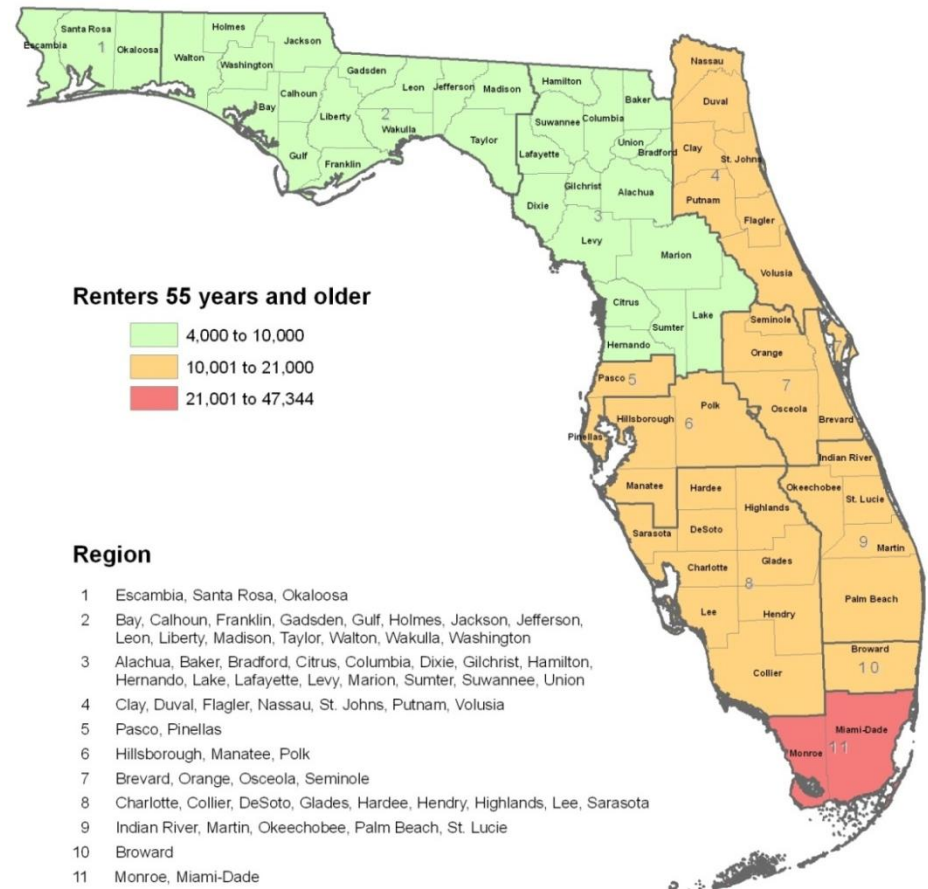 Holmes
Santa Rosa
Jackson
Escambia
1
Okaloosa
Walton
Washington
Gadsden
Hamilton
Nassau
Calhoun
Leon
Jefferson
Madison
Baker
Duval
Bay
Liberty
2
Suwannee
Columbia
Wakulla
Taylor
Union
Clay
Gulf
Lafayette
Bradford
St. Johns
Franklin
4
Gilchrist
Alachua
Putnam
Dixie
3
Flagler
Levy
Marion
Volusia
Renters 55 years and older
4,000 to 10,000
10,001 to 21,000
21,001 to 47,344
Citrus
Lake
Sumter
Seminole
Hernando
Orange
7
Pasco 5
7
Polk
Osceola
Hillsborough
6
Brevard
Pinellas
Indian River
Manatee
Hardee
Okeechobee
St. Lucie
Highlands
Sarasota
DeSoto
9
Martin
Charlotte
Glades
8
Palm Beach
Lee
Hendry
Broward
10
Collier
Miami-Dade
Monroe
11
Region
1 Escambia, Santa Rosa, Okaloosa
2 Bay, Calhoun, Franklin, Gadsden, Gulf, Holmes, Jackson, Jefferson,
Leon, Liberty, Madison, Taylor, Walton, Wakulla, Washington
3 Alachua, Baker, Bradford, Citrus, Columbia, Dixie, Gilchrist, Hamilton,
Hernando, Lake, Lafayette, Levy, Marion, Sumter, Suwannee, Union
4 Clay, Duval, Flagler, Nassau, St. Johns, Putnam, Volusia
5 Pasco, Pinellas
6 Hillsborough, Manatee, Polk
7 Brevard, Orange, Osceola, Seminole
8 Charlotte, Collier, DeSoto, Glades, Hardee, Hendry, Highlands, Lee, Sarasota
9 Indian River, Martin, Okeechobee, Palm Beach, St. Lucie
10 Broward
11 Monroe, Miami-Dade